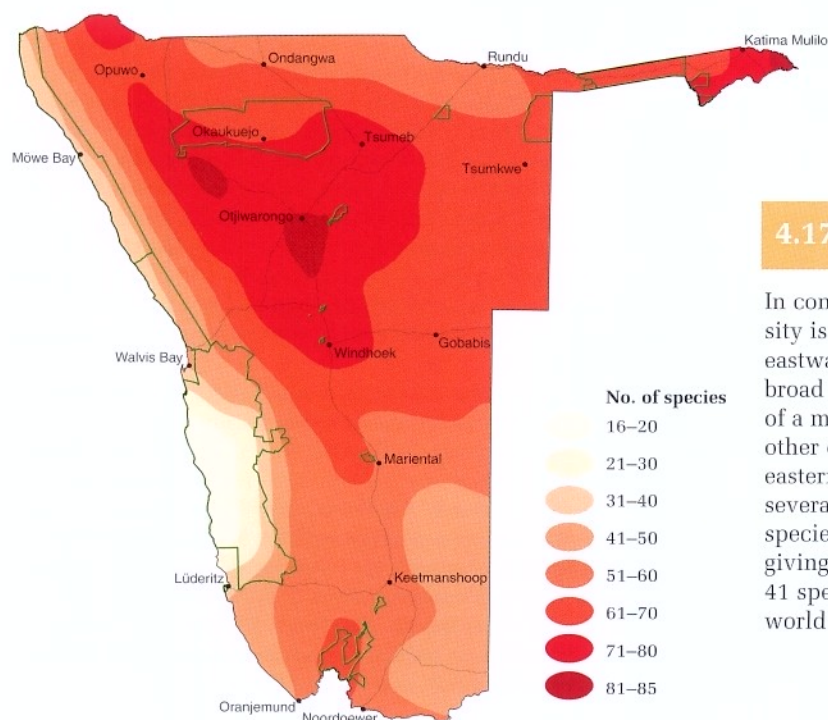 Katima Mulilo
Ondangwa
Rundu
Opuwo
Okaukuejo
Tsumeb
Möwe Bay
Tsumkwe
Otjiwarongo
Walvis Bay
Windhoek
Gobabis
Mariental
Lüderitz
Keetmanshoop
Oranjemund
Noordoewer
No. of species
16–20
21–30
31–40
41–50
51–60
61–70
71–80
81–85
4.17
In con
sity is
eastwa
broad
of a m
other
eastern
severa
specie
giving
41 spe
world